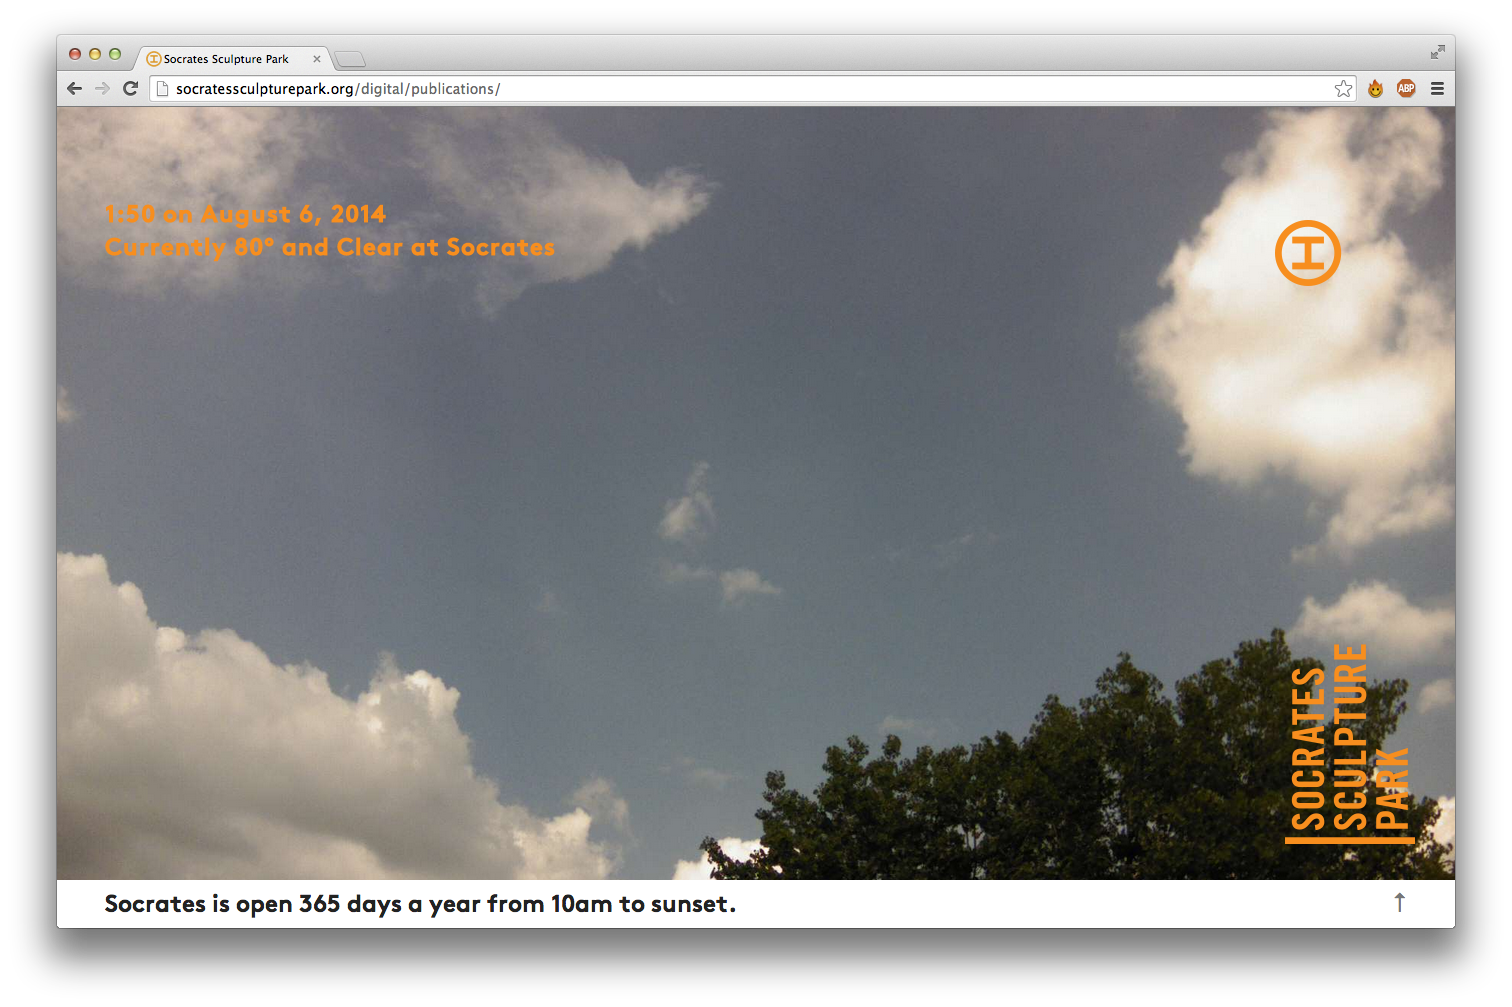 Socrates Sculpture Park
socratessculpturepark.org/digital/publications/
ABP
1:50 on August 6, 2014
Currently 80° and Clear at Socrates
SOCRATES
SCULPTURE
PARK
Socrates is open 365 days a year from 10am to sunset.